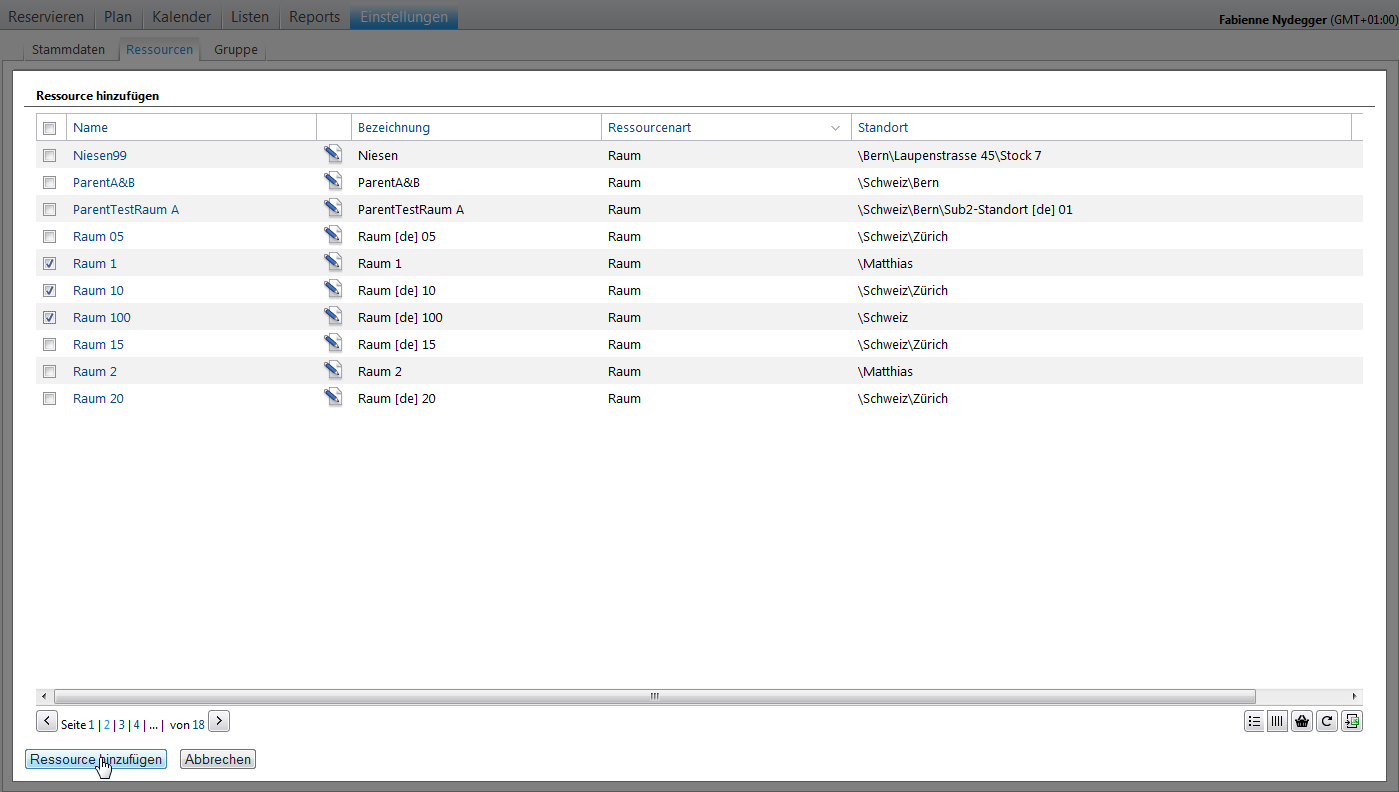 Reservieren Plan Kalender Listen Reports Einstellungen Fabienne Nydegger (GMT+01:00)
Stammdaten Ressourcen Gruppe
Ressource hinzufügen
Name Bezeichnung Ressourcenart Standort
Niesen99 Niesen Raum \Bern\Laupenstrasse 45\Stock 7
ParentA&B ParentA&B Raum \Schweiz\Bern
ParentTestRaum A ParentTestRaum A Raum \Schweiz\Bern\Sub2-Standort [de] 01
Raum 05 Raum [de] 05 Raum \Schweiz\Zürich
Raum 1 Raum 1 Raum \Matthias
Raum 10 Raum [de] 10 Raum \Schweiz\Zürich
Raum 100 Raum [de] 100 Raum \Schweiz
Raum 15 Raum [de] 15 Raum \Schweiz\Zürich
Raum 2 Raum 2 Raum \Matthias
Raum 20 Raum [de] 20 Raum \Schweiz\Zürich
Seite 1 | 2 | 3 | 4 | ... | von 18
Ressource hinzufügen Abbrechen